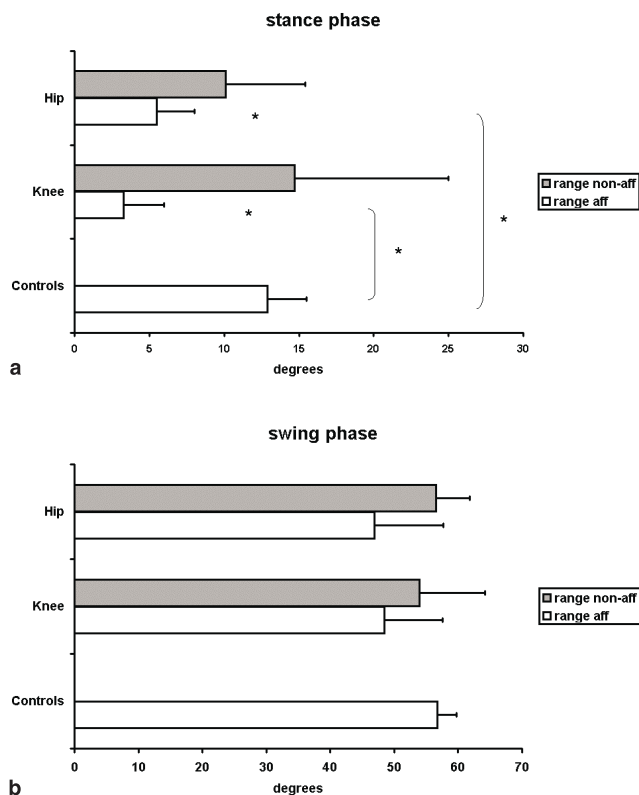 stance phase
Hip
*
Knee
*
*
*
Controls
0 5 10 15 20 25 30
degrees
range non-aff
range aff
a
swing phase
Hip
Knee
Controls
0 10 20 30 40 50 60 70
degrees
range non-aff
range aff
b